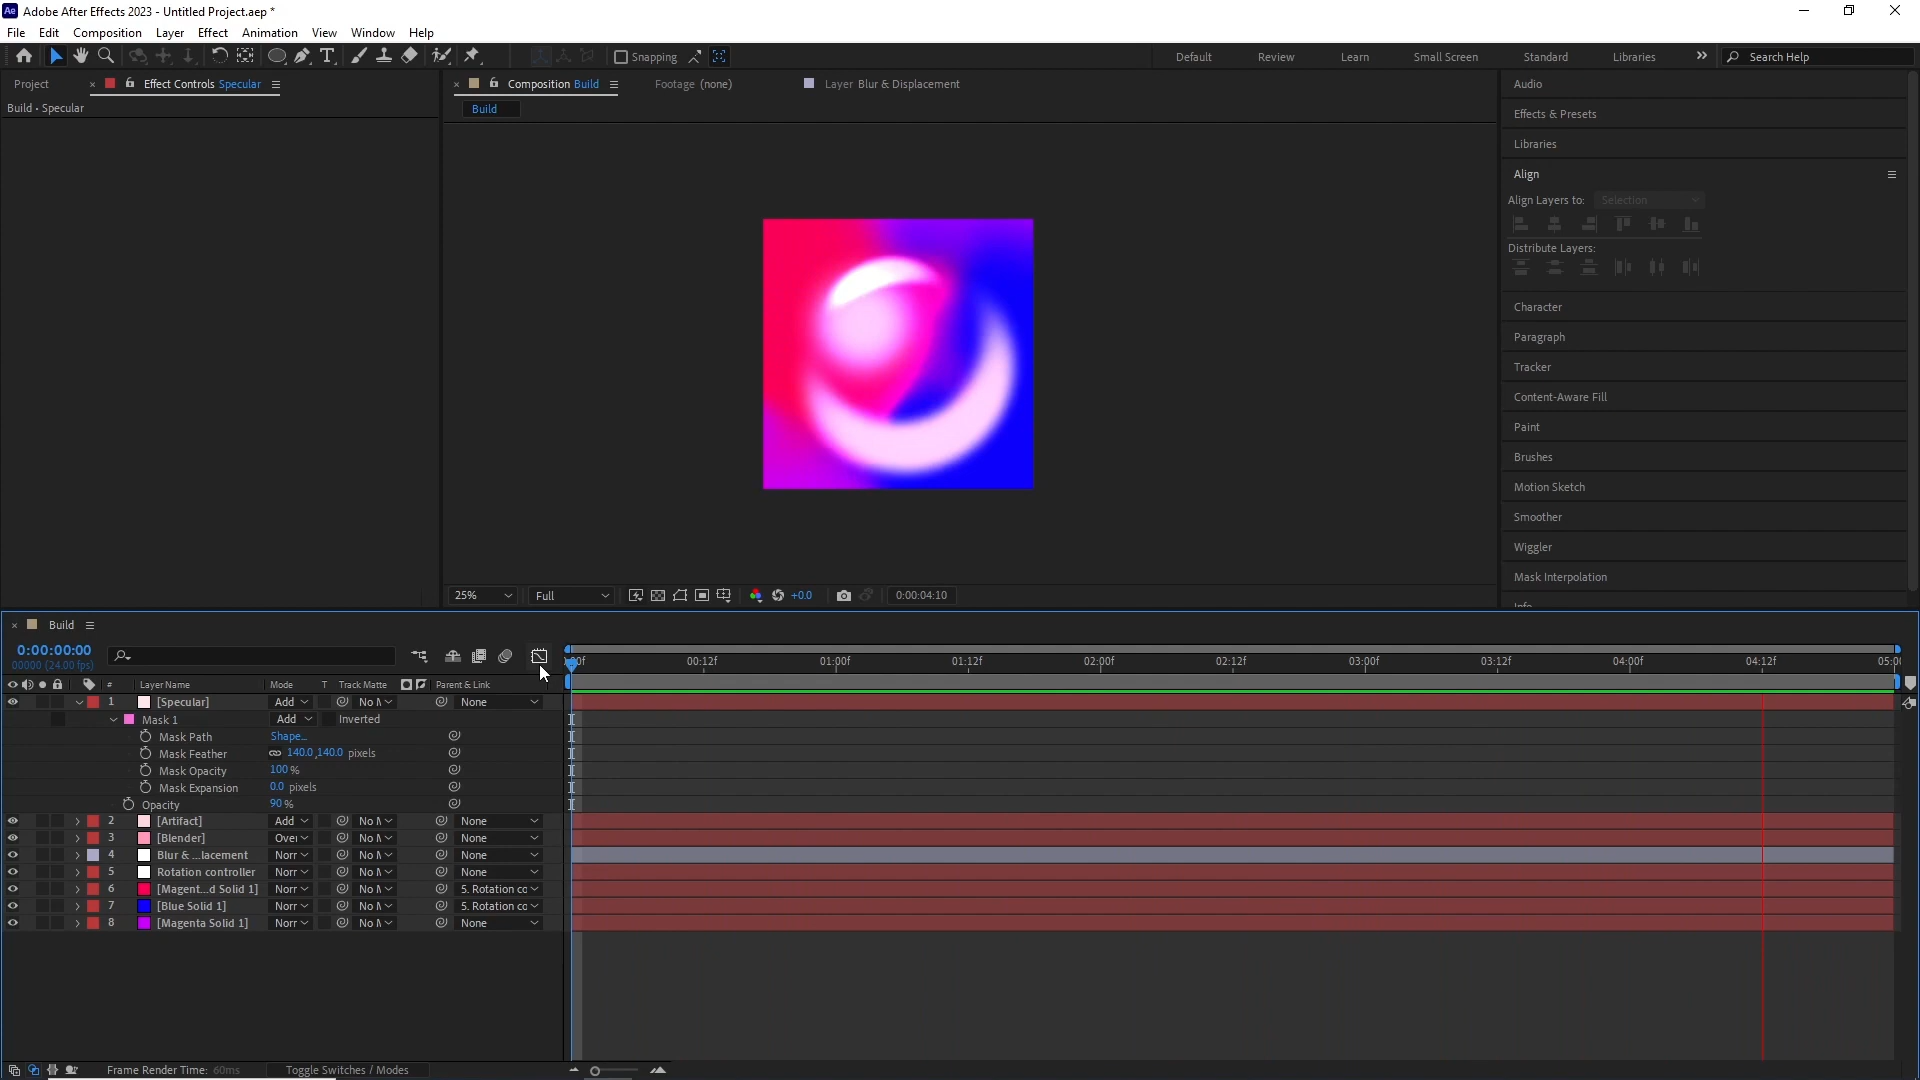 Ae Adobe After Effects 2023 - Untitled Project.aep *
File Edit Composition Layer Effect Animation View Window Help
Snapping Default Review Learn Small Screen Standard Libraries Search Help
Project Effect Controls Specular Composition Build Footage (none) Layer Blur & Displacement
Build • Specular
Build
Audio
Effects & Presets
Libraries
Align
Align Layers to: Selection
Distribute Layers:
Character
Paragraph
Tracker
Content-Aware Fill
Paint
Brushes
Motion Sketch
Smoother
Wiggler
Mask Interpolation
25% Full +0.0 0:00:04:10
Build
0:00:00:00
00000 (24.00 fps)
00:12f 01:00f 01:12f 02:00f 02:12f 03:00f 03:12f 04:00f 04:12f
# Layer Name Mode T Track Matte Parent & Link
1 [Specular] Add None
Mask 1 Add Inverted
Mask Path Shape...
Mask Feather 140.0,140.0 pixels
Mask Opacity 100 %
Mask Expansion 0.0 pixels
Opacity 90 %
2 [Artifact] Add None
3 [Blender] None
4 Blur & ...lacement None
5 Rotation controller None
6 [Magent...d Solid 1] 5. Rotation co
7 [Blue Solid 1] 5. Rotation co
8 [Magenta Solid 1] None
Frame Render Time: 60ms Toggle Switches / Modes